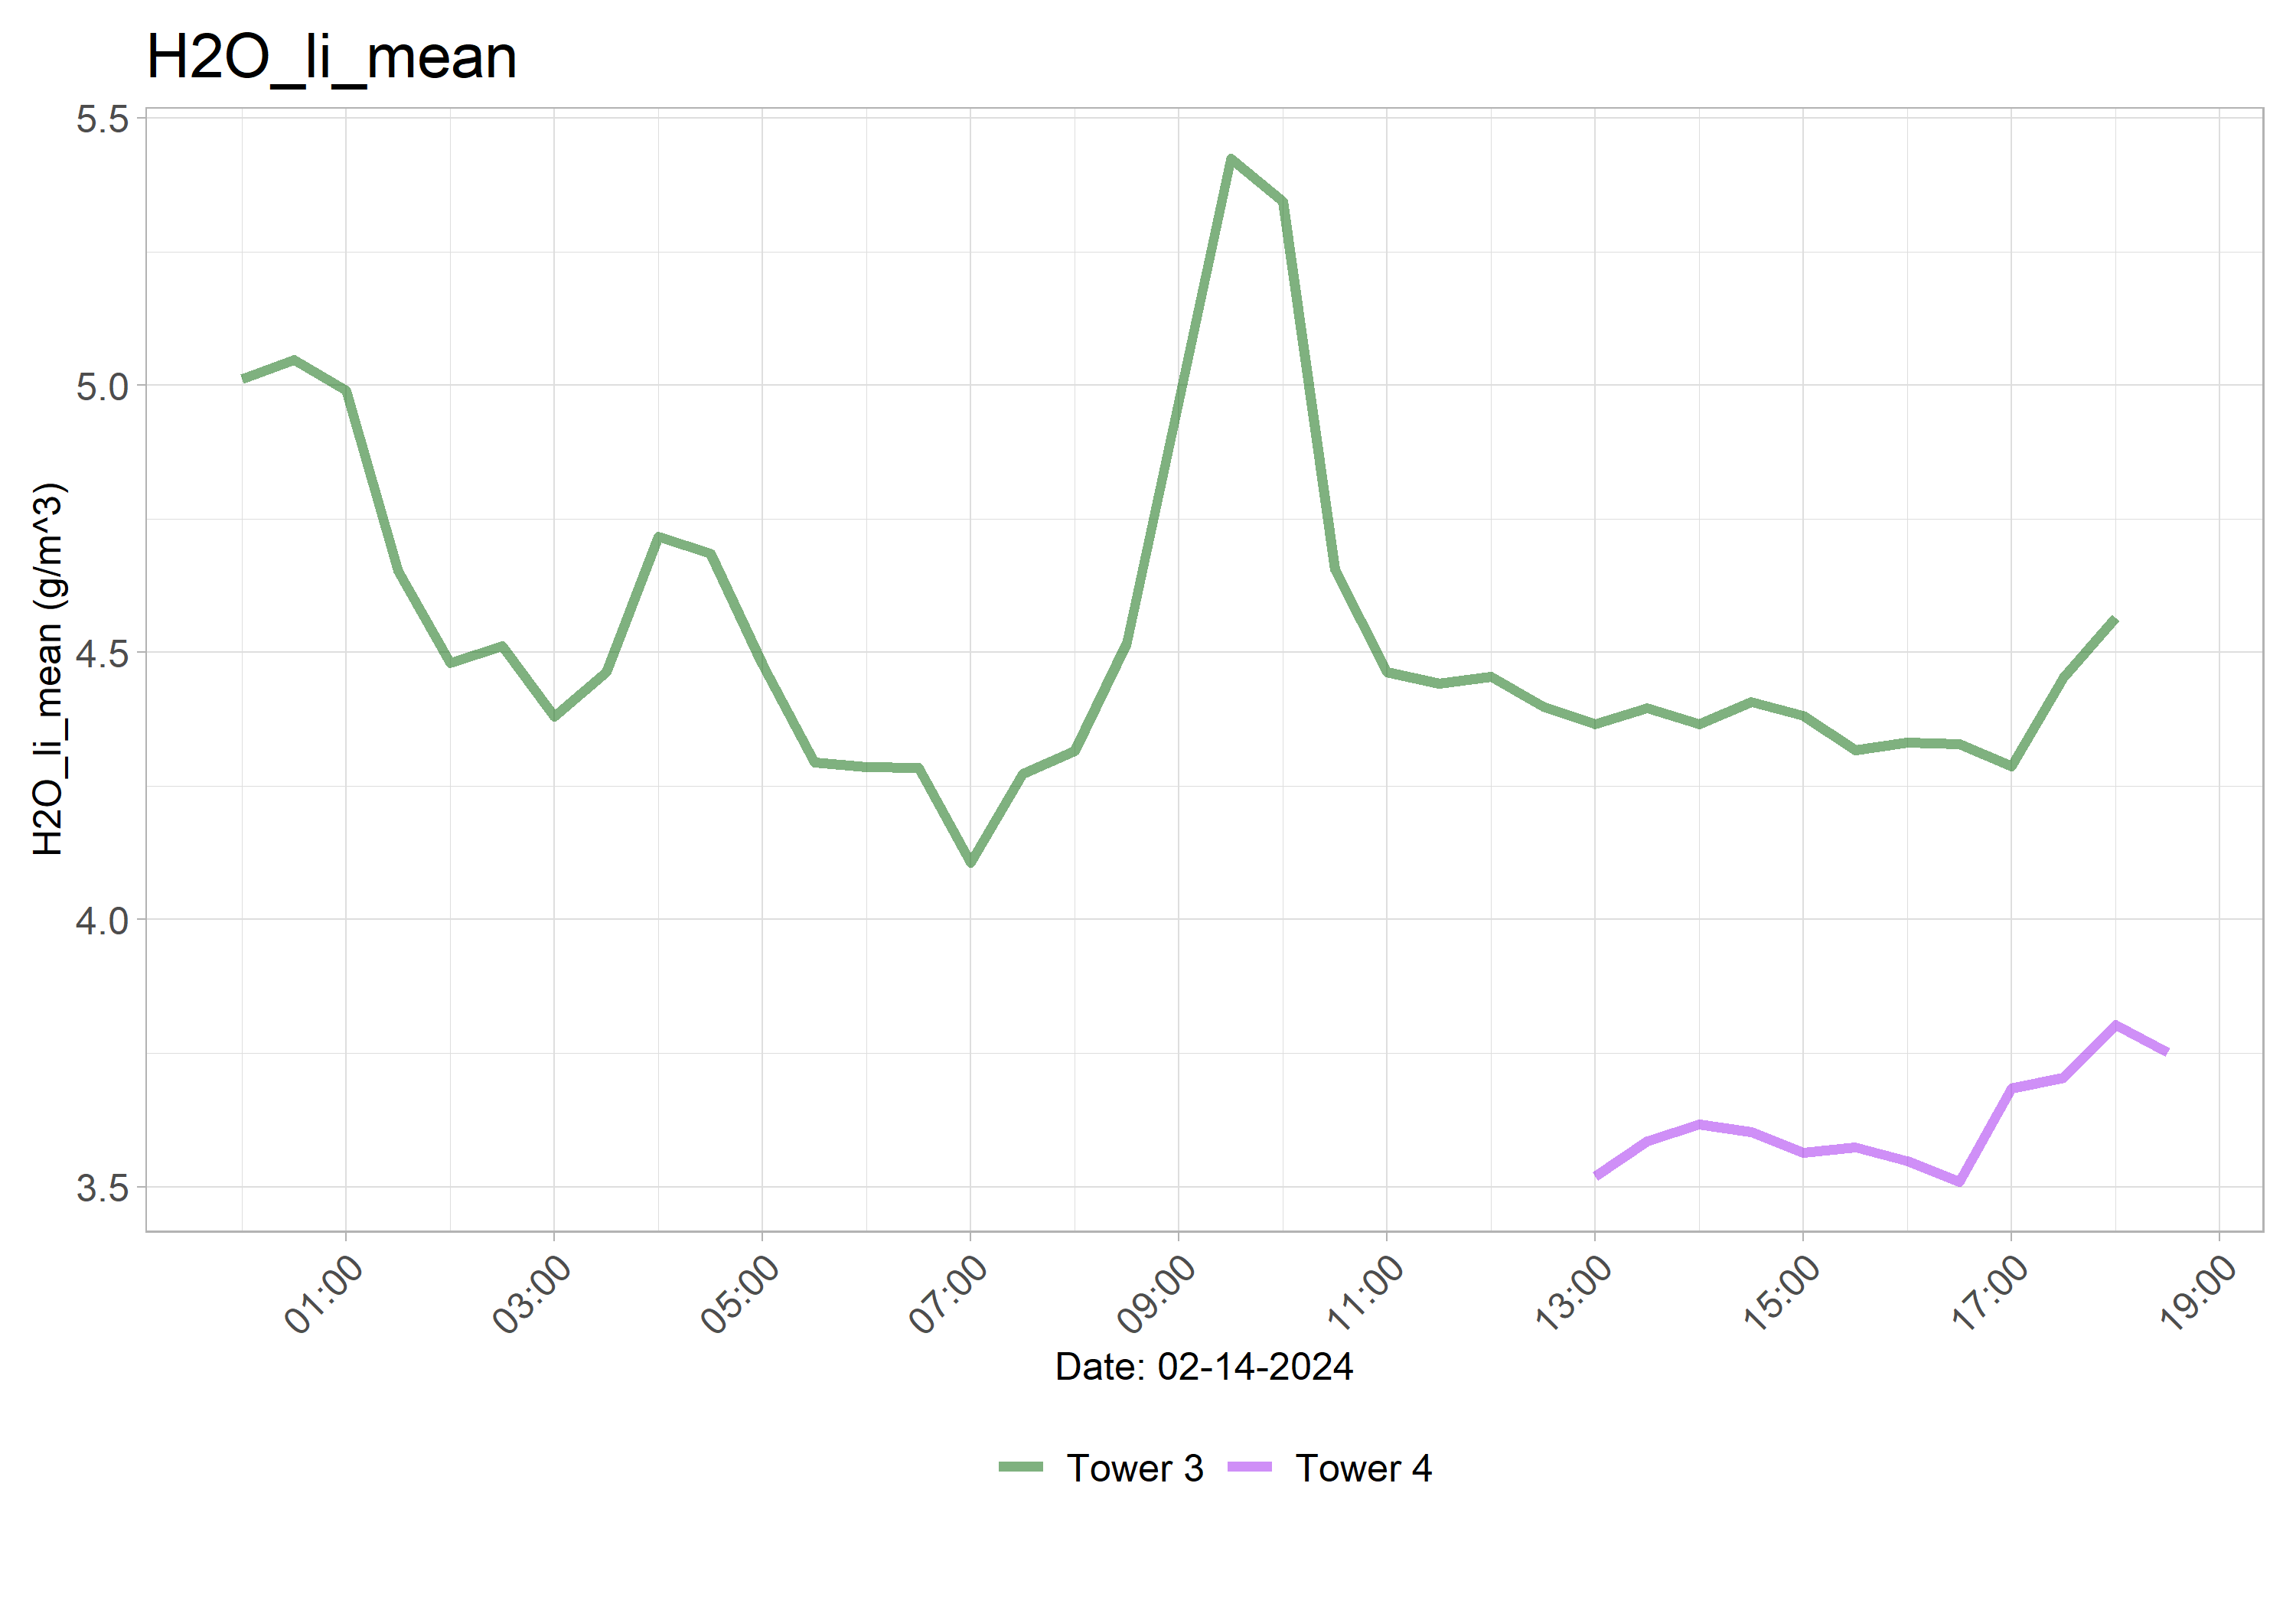 H2O_li_mean
5.5
5.0
4.5
4.0
3.5
H2O_li_mean (g/m^3)
01:00 03:00 05:00 07:00 09:00 11:00 13:00 15:00 17:00 19:00
Date: 02-14-2024
Tower 3 Tower 4